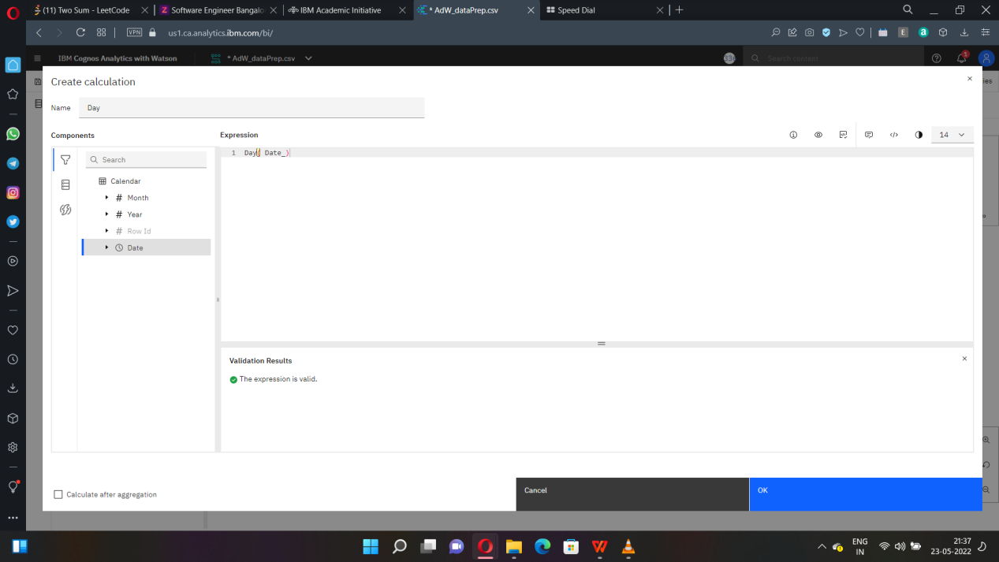 (11) Two Sum - LeetCode
Software Engineer Bangalo
IBM Academic Initiative
* AdW_dataPrep.csv
Speed Dial
VPN
us1.ca.analytics.ibm.com/bi/
E
a
IBM Cognos Analytics with Watson
* AdW_dataPrep.csv
Search content
1
Create calculation
ies
Name
Day
Components
Expression
14
1 Day( Date_)
Search
Calendar
# Month
# Year
# Row Id
Date
Validation Results
The expression is valid.
Calculate after aggregation
Cancel
OK
ENG
IN
21:37
23-05-2022